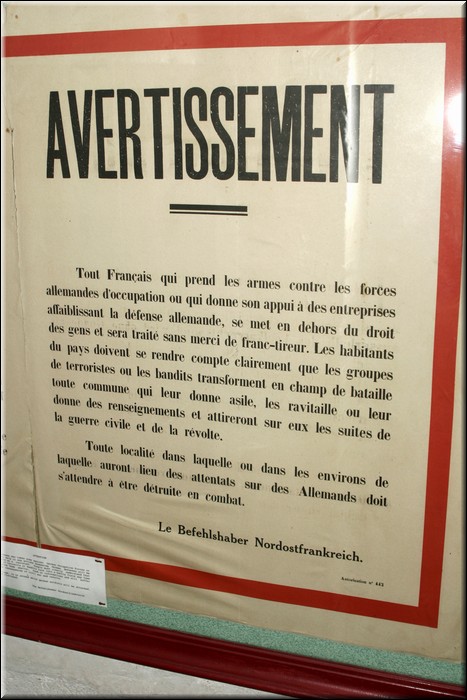 AVERTISSEMENT
Tout Français qui prend les armes contre les forces
allemandes d'occupation ou qui donne son appui à des entreprises
affaiblissant la défense allemande, se met en dehors du droit
des gens et sera traité sans merci de franc-tireur. Les habitants
du pays doivent se rendre compte clairement que les groupes
de terroristes ou les bandits transforment en champ de bataille
toute commune qui leur donne asile, les ravitaille ou leur
donne des renseignements et attireront sur eux les suites de
la guerre civile et de la révolte.
Toute localité dans laquelle ou dans les environs de
laquelle auront lieu des attentats sur des Allemands doit
s'attendre à être détruite en combat.
Le Befehlshaber Nordostfrankreich.
Autorisation n° 445